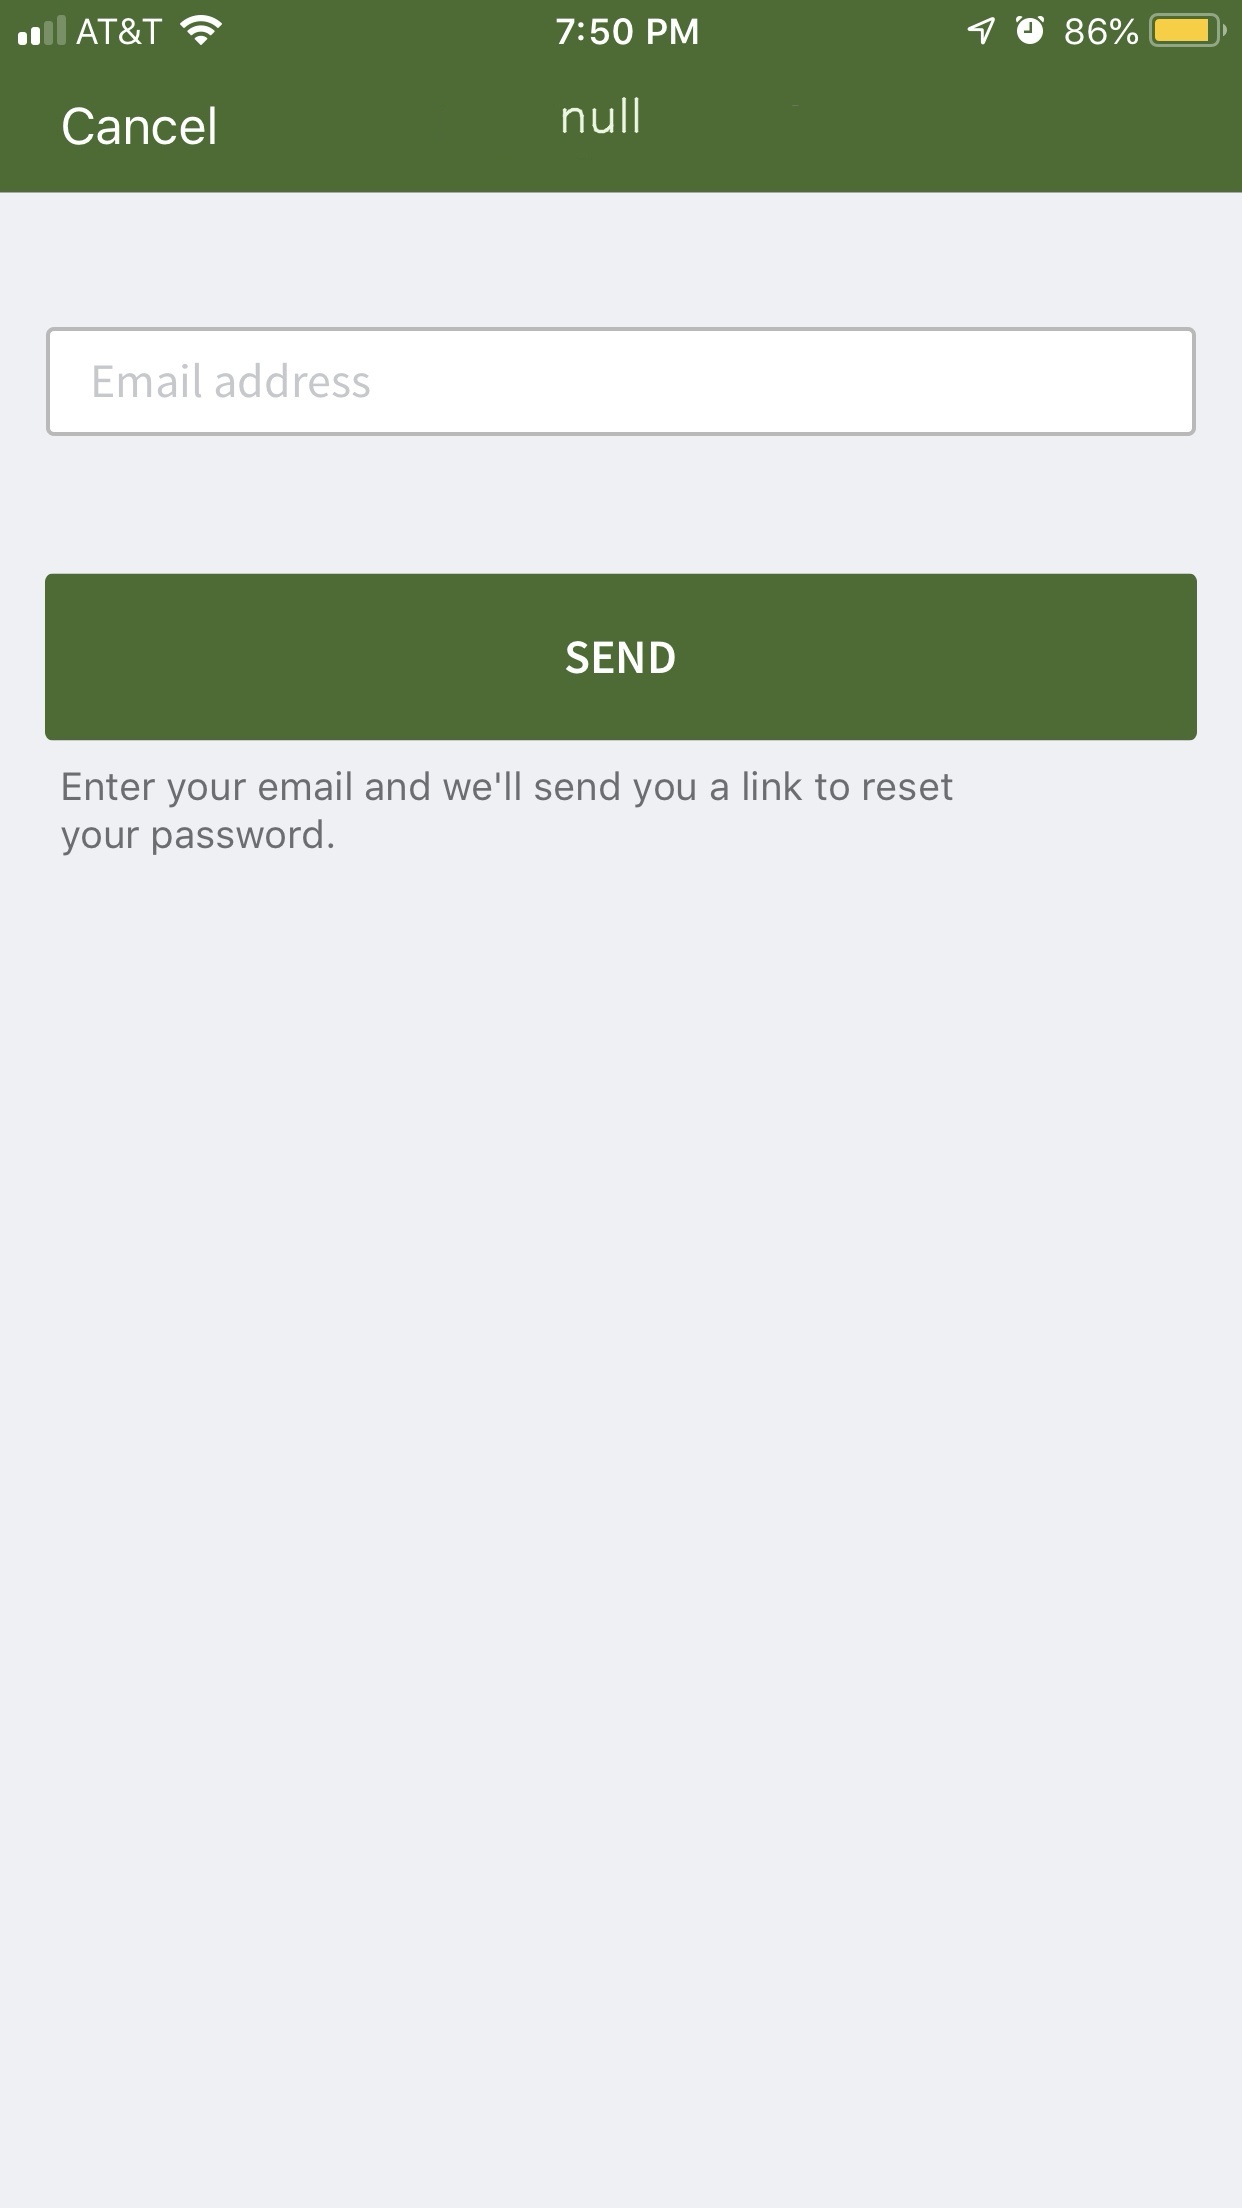 AT&T 7:50 PM 86%
Cancel null
Email address
SEND
Enter your email and we'll send you a link to reset
your password.